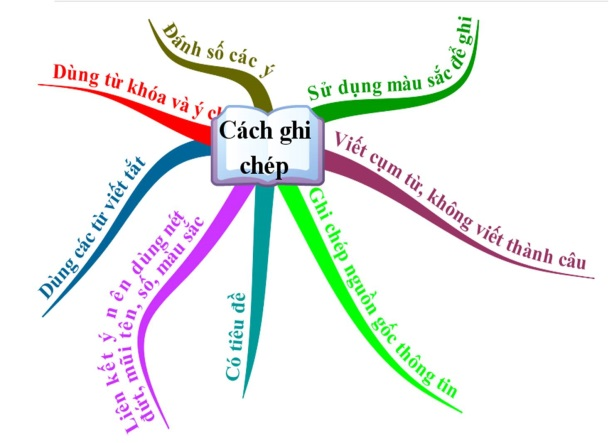 Cách ghi
chép
Đánh số các ý
Sử dụng màu sắc để ghi
Viết cụm từ, không viết thành câu
Ghi chép nguồn gốc thông tin
Có tiêu đề
Liên kết ý nên dùng nét
đứt, mũi tên, số, màu sắc
Dùng các từ viết tắt
Dùng từ khóa và ý